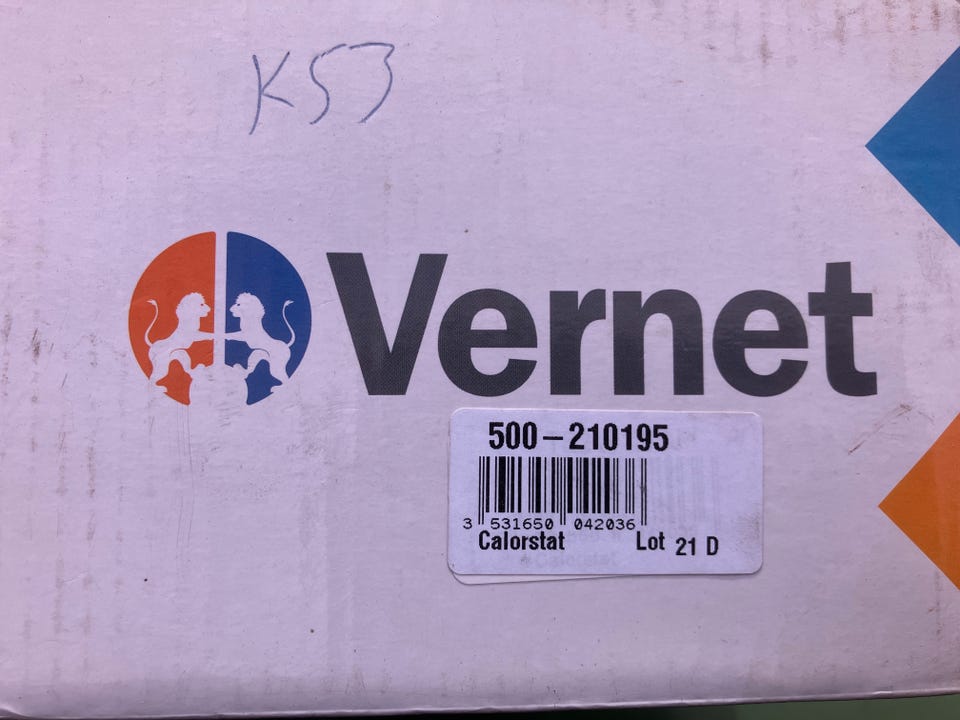 K53
Vernet
500-210195
3 531650 042036
Calorstat Lot 21 D